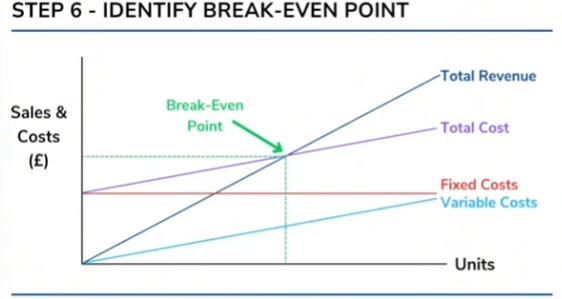 STEP 6 - IDENTIFY BREAK-EVEN POINT
Sales &
Costs
(£)
Break-Even
Point
Total Revenue
Total Cost
Fixed Costs
Variable Costs
Units